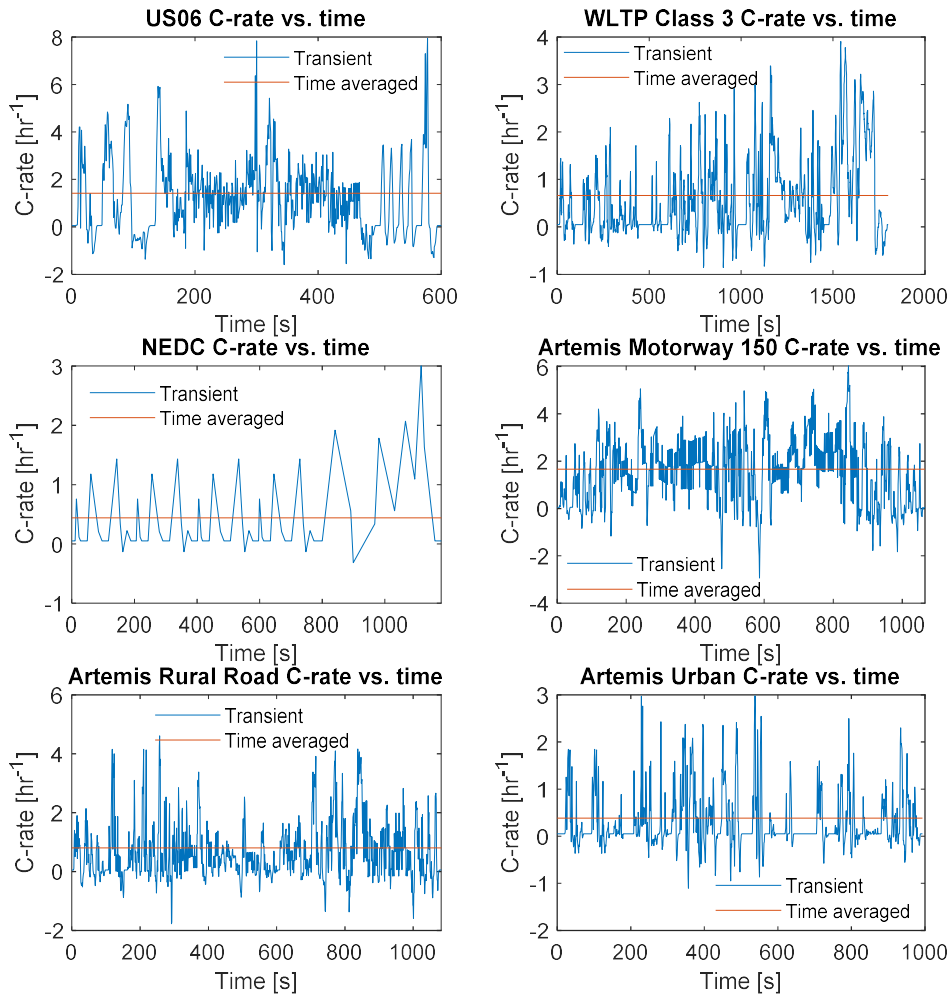 US06 C-rate vs. time
8
6
4
2
0
-2
C-rate [hr-1]
Transient
Time averaged
0 200 400 600
Time [s]
WLTP Class 3 C-rate vs. time
4
3
2
1
0
-1
C-rate [hr-1]
Transient
Time averaged
0 500 1000 1500 2000
Time [s]
NEDC C-rate vs. time
3
2
1
0
-1
C-rate [hr-1]
Transient
Time averaged
0 200 400 600 800 1000
Time [s]
Artemis Motorway 150 C-rate vs. time
6
4
2
0
-2
-4
C-rate [hr-1]
Transient
Time averaged
0 200 400 600 800 1000
Time [s]
Artemis Rural Road C-rate vs. time
6
4
2
0
-2
C-rate [hr-1]
Transient
Time averaged
0 200 400 600 800 1000
Time [s]
Artemis Urban C-rate vs. time
3
2
1
0
-1
-2
C-rate [hr-1]
Transient
Time averaged
0 200 400 600 800 1000
Time [s]